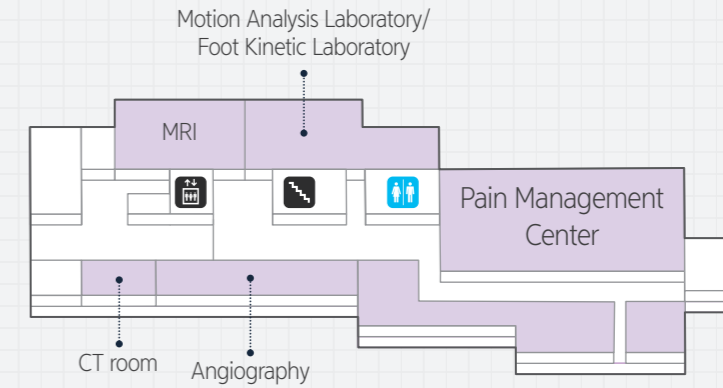 Motion Analysis Laboratory/
Foot Kinetic Laboratory
MRI
Pain Management
Center
CT room
Angiography